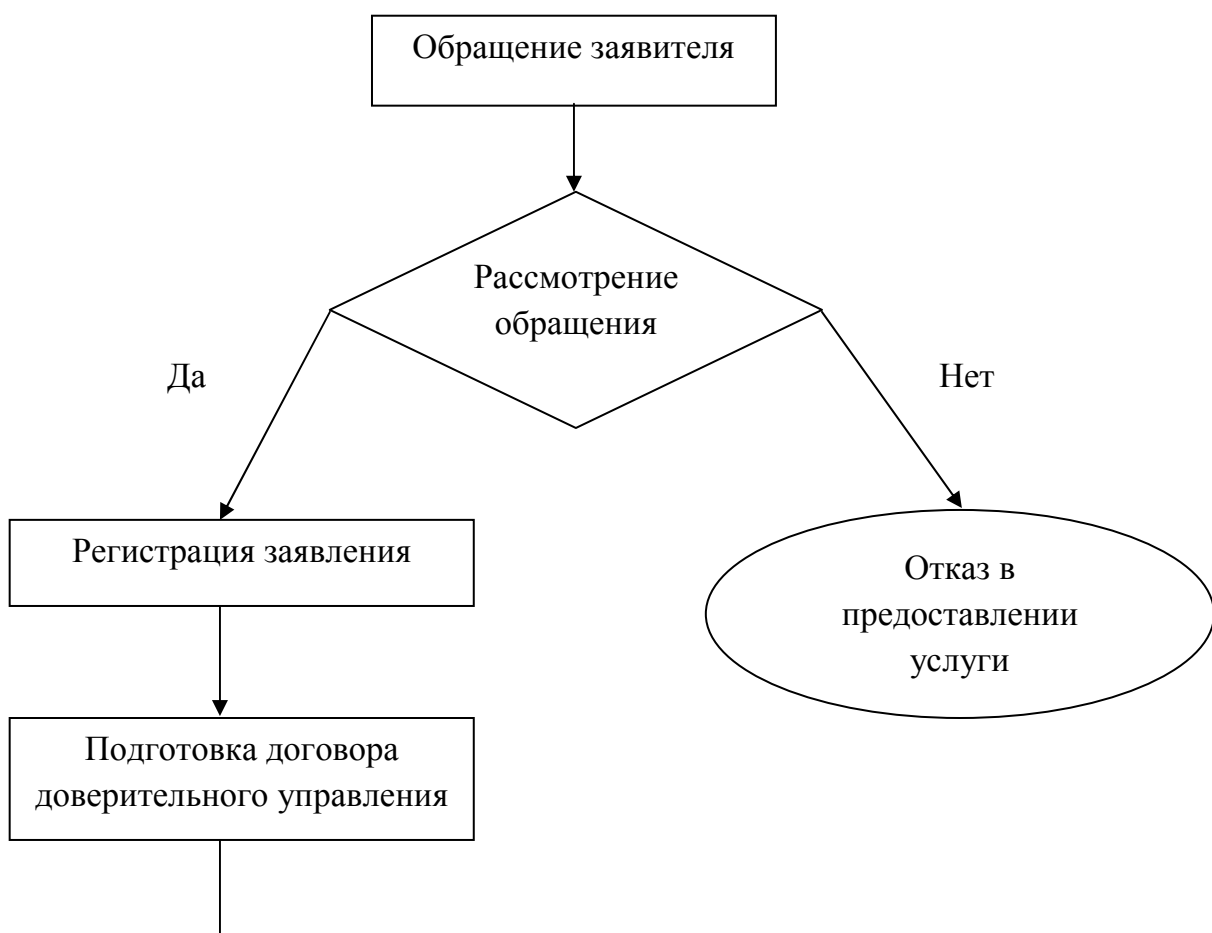 Обращение заявителя
Рассмотрение
обращения
Да
Нет
Регистрация заявления
Отказ в
предоставлении
услуги
Подготовка договора
доверительного управления